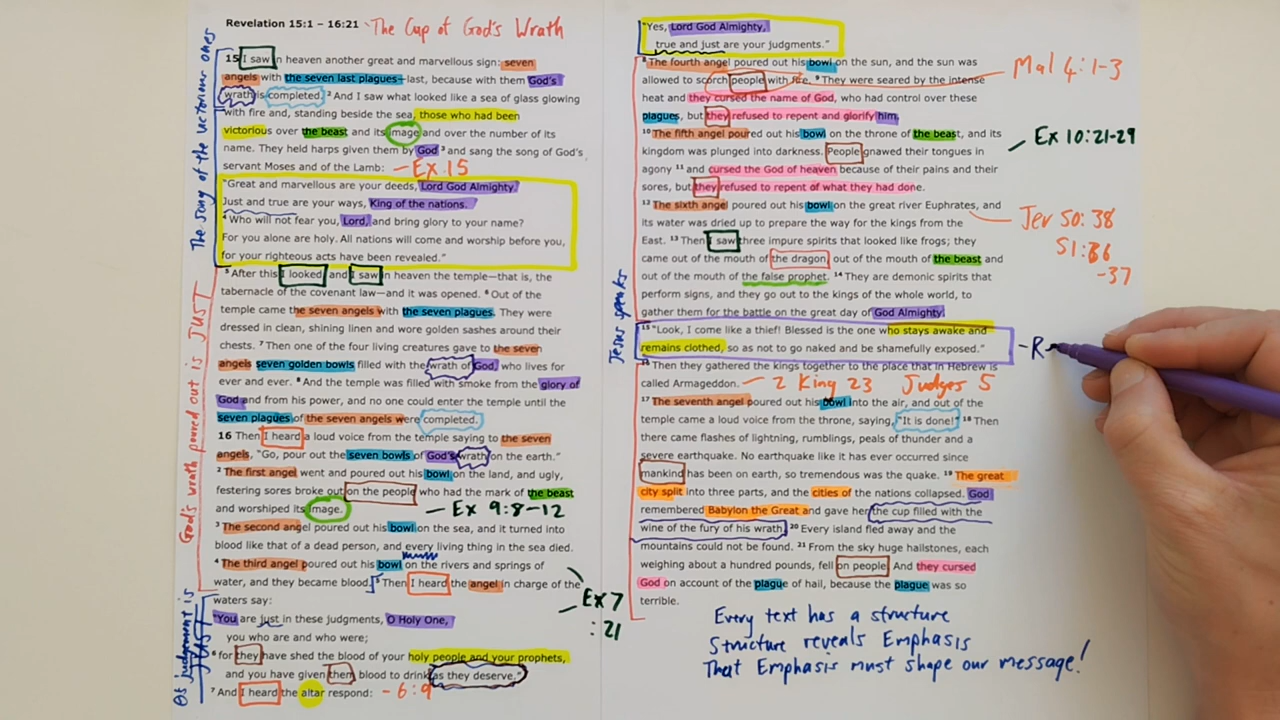 Revelation 15:1 – 16:21 The Cup of God's Wrath
The song of the victorious ones
15 I saw in heaven another great and marvellous sign: seven
angels with the seven last plagues—last, because with them God's
wrath is completed. 2 And I saw what looked like a sea of glass glowing
with fire and, standing beside the sea, those who had been
victorious over the beast and its image and over the number of its
name. They held harps given them by God 3 and sang the song of God's
servant Moses and of the Lamb: – Ex 15
"Great and marvellous are your deeds, Lord God Almighty.
Just and true are your ways, King of the nations.
4 Who will not fear you, Lord, and bring glory to your name?
For you alone are holy. All nations will come and worship before you,
for your righteous acts have been revealed."
God's wrath poured out is JUST
5 After this I looked, and I saw in heaven the temple—that is, the
tabernacle of the covenant law—and it was opened. 6 Out of the
temple came the seven angels with the seven plagues. They were
dressed in clean, shining linen and wore golden sashes around their
chests. 7 Then one of the four living creatures gave to the seven
angels seven golden bowls filled with the wrath of God, who lives for
ever and ever. 8 And the temple was filled with smoke from the glory of
God and from his power, and no one could enter the temple until the
seven plagues of the seven angels were completed.
16 Then I heard a loud voice from the temple saying to the seven
angels, "Go, pour out the seven bowls of God's wrath on the earth."
2 The first angel went and poured out his bowl on the land, and ugly,
festering sores broke out on the people who had the mark of the beast
and worshiped its image. – Ex 9:8-12
3 The second angel poured out his bowl on the sea, and it turned into
blood like that of a dead person, and every living thing in the sea died.
4 The third angel poured out his bowl on the rivers and springs of
water, and they became blood. 5 Then I heard the angel in charge of the
waters say:
– Ex 7
:21
judgement is
JUST
"You are just in these judgments, O Holy One,
you who are and who were;
6 for they have shed the blood of your holy people and your prophets,
and you have given them blood to drink as they deserve."
7 And I heard the altar respond: – 6:9
"Yes, Lord God Almighty,
true and just are your judgments."
8 The fourth angel poured out his bowl on the sun, and the sun was
allowed to scorch people with fire. 9 They were seared by the intense
Mal 4:1-3
heat and they cursed the name of God, who had control over these
plagues, but they refused to repent and glorify him.
10 The fifth angel poured out his bowl on the throne of the beast, and its
Ex 10:21-29
kingdom was plunged into darkness. People gnawed their tongues in
agony 11 and cursed the God of heaven because of their pains and their
sores, but they refused to repent of what they had done.
12 The sixth angel poured out his bowl on the great river Euphrates, and
Jer 50:38
51:36
-37
its water was dried up to prepare the way for the kings from the
East. 13 Then I saw three impure spirits that looked like frogs; they
came out of the mouth of the dragon, out of the mouth of the beast and
out of the mouth of the false prophet. 14 They are demonic spirits that
perform signs, and they go out to the kings of the whole world, to
gather them for the battle on the great day of God Almighty.
Jesus speaks
15 "Look, I come like a thief! Blessed is the one who stays awake and
remains clothed, so as not to go naked and be shamefully exposed."
– R
16 Then they gathered the kings together to the place that in Hebrew is
called Armageddon. – 2 King 23 Judges 5
17 The seventh angel poured out his bowl into the air, and out of the
temple came a loud voice from the throne, saying, "It is done!" 18 Then
there came flashes of lightning, rumblings, peals of thunder and a
severe earthquake. No earthquake like it has ever occurred since
mankind has been on earth, so tremendous was the quake. 19 The great
city split into three parts, and the cities of the nations collapsed. God
remembered Babylon the Great and gave her the cup filled with the
wine of the fury of his wrath. 20 Every island fled away and the
mountains could not be found. 21 From the sky huge hailstones, each
weighing about a hundred pounds, fell on people. And they cursed
God on account of the plague of hail, because the plague was so
terrible.
Every text has a structure
Structure reveals Emphasis
That Emphasis must shape our message!